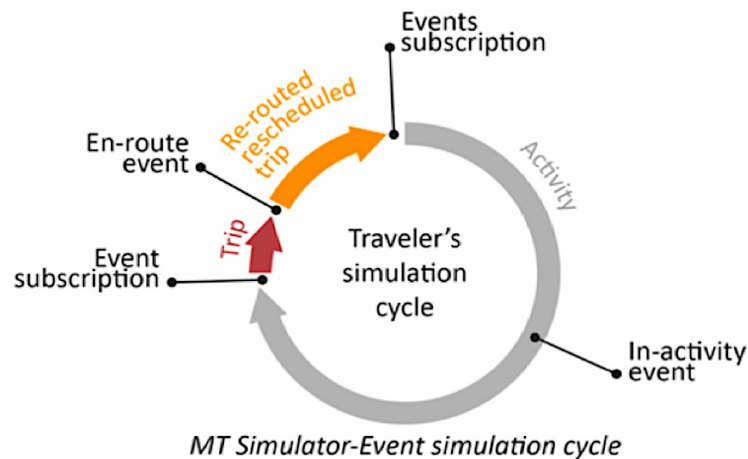 Events
subscription
Re-routed
rescheduled
trip
En-route
event
Activity
Trip
Traveler's
simulation
cycle
Event
subscription
In-activity
event
MT Simulator-Event simulation cycle